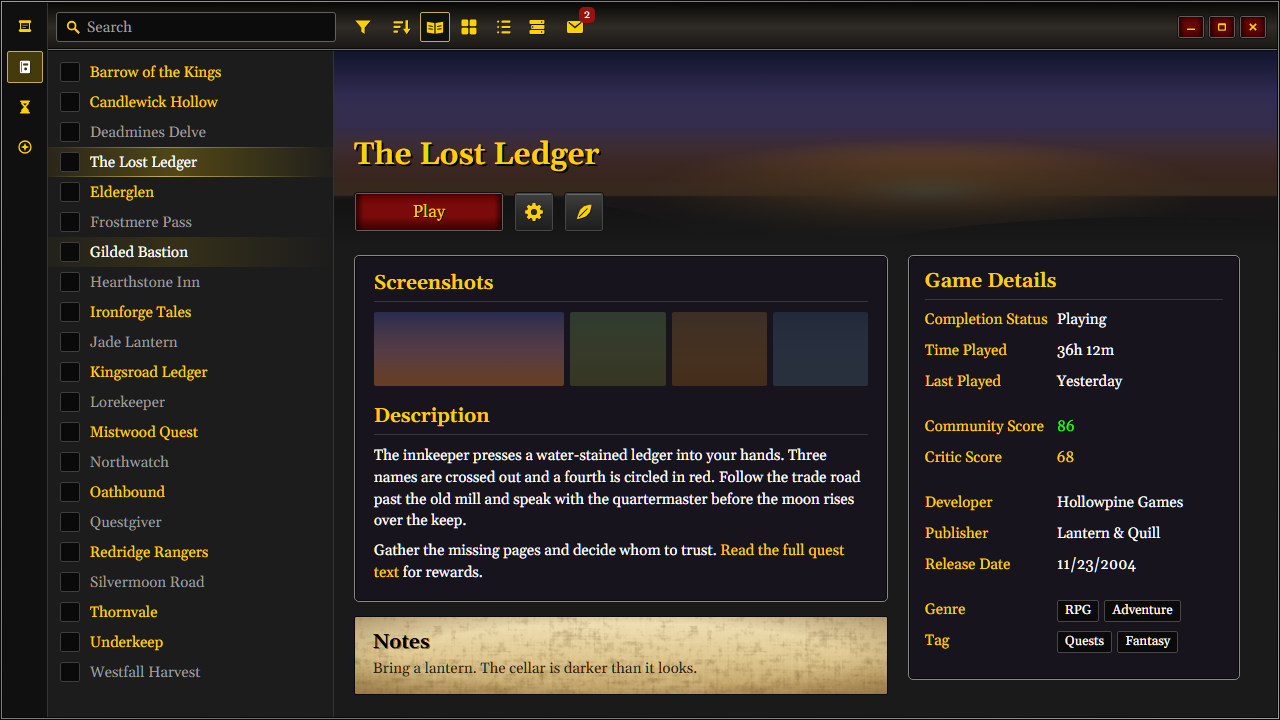 Search
2
Barrow of the Kings
Candlewick Hollow
Deadmines Delve
The Lost Ledger
Elderglen
Frostmere Pass
Gilded Bastion
Hearthstone Inn
Ironforge Tales
Jade Lantern
Kingsroad Ledger
Lorekeeper
Mistwood Quest
Northwatch
Oathbound
Questgiver
Redridge Rangers
Silvermoon Road
Thornvale
Underkeep
Westfall Harvest
The Lost Ledger
Play
Screenshots
Description
The innkeeper presses a water-stained ledger into your hands. Three
names are crossed out and a fourth is circled in red. Follow the trade road
past the old mill and speak with the quartermaster before the moon rises
over the keep.
Gather the missing pages and decide whom to trust. Read the full quest
text for rewards.
Notes
Bring a lantern. The cellar is darker than it looks.
Game Details
Completion Status Playing
Time Played 36h 12m
Last Played Yesterday
Community Score 86
Critic Score 68
Developer Hollowpine Games
Publisher Lantern & Quill
Release Date 11/23/2004
Genre RPG Adventure
Tag Quests Fantasy